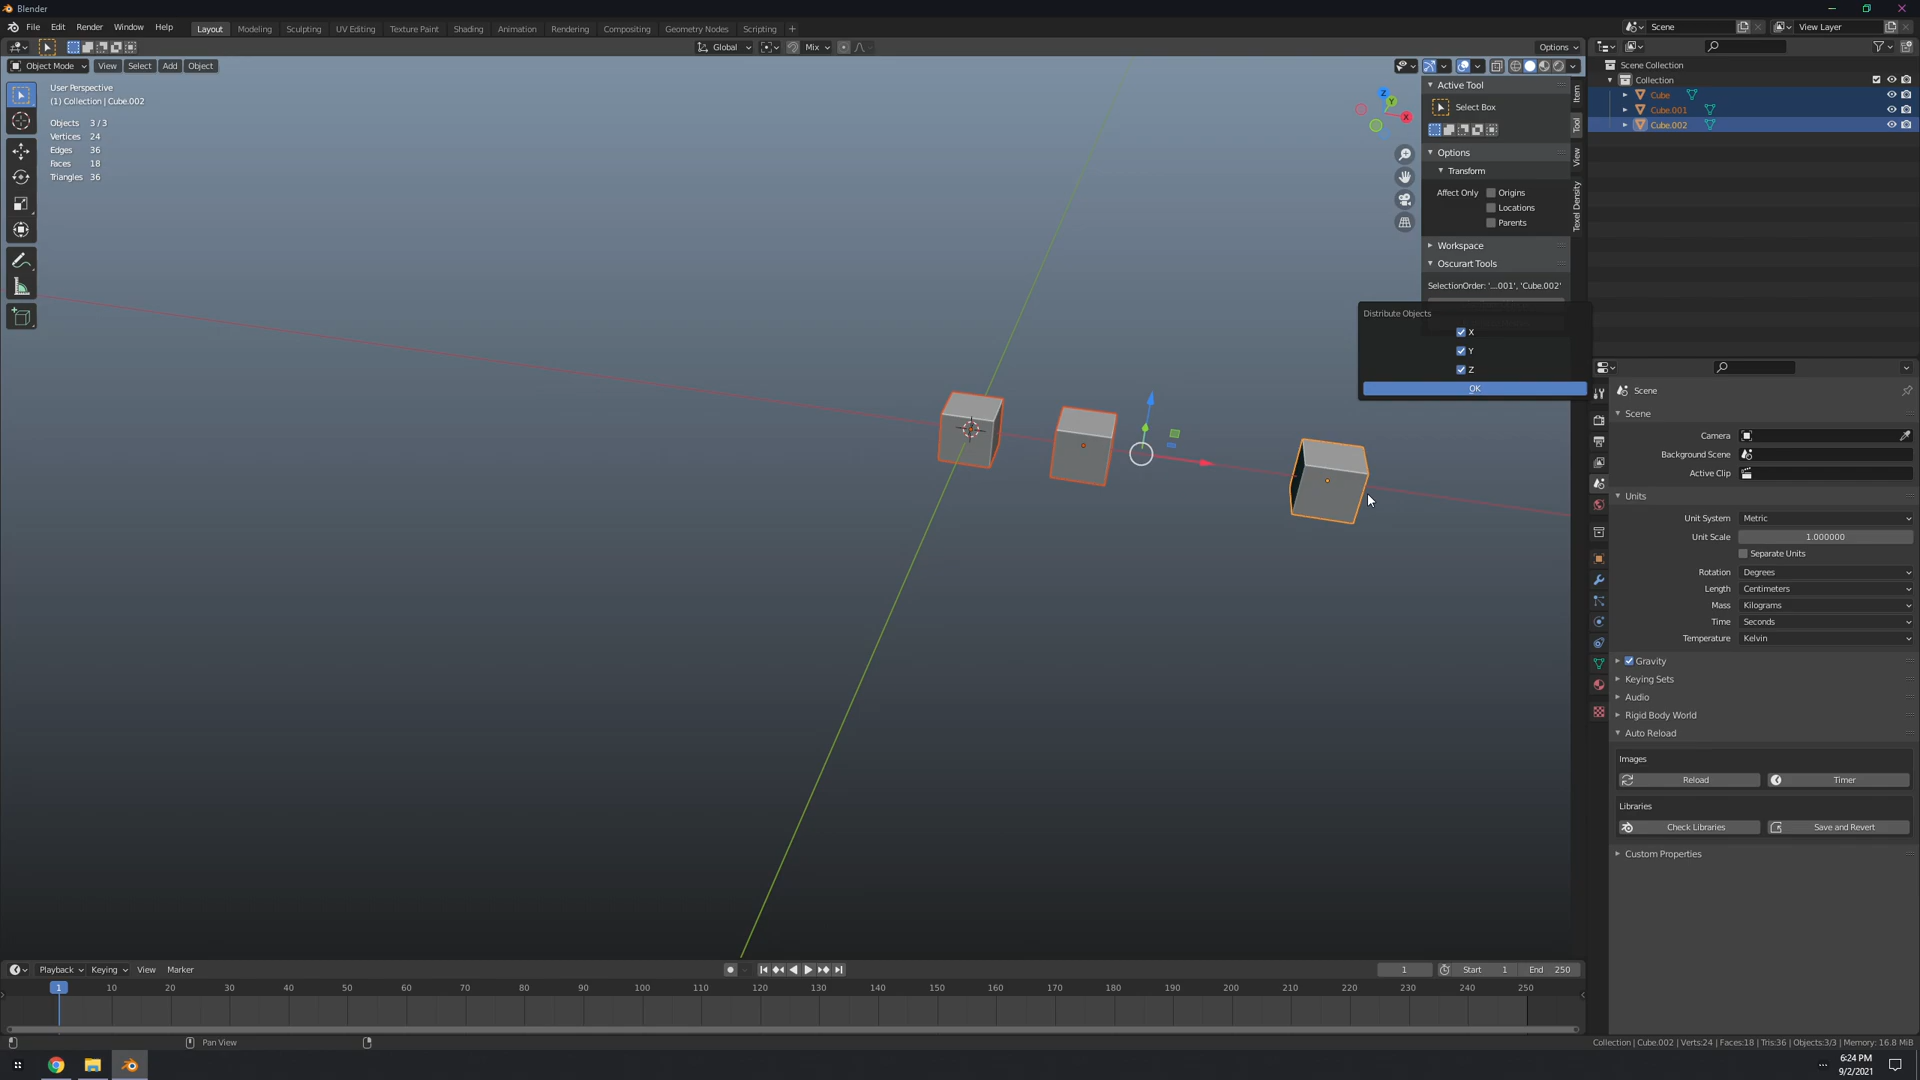 Blender
File Edit Render Window Help
Layout Modeling Sculpting UV Editing Texture Paint Shading Animation Rendering Compositing Geometry Nodes Scripting +
Scene
View Layer
Global
Mix
Options
Object Mode View Select Add Object
User Perspective
(1) Collection | Cube.002
Objects 3 / 3
Vertices 24
Edges 36
Faces 18
Triangles 36
Z
Y
X
Active Tool
Select Box
Options
Transform
Affect Only Origins
Locations
Parents
Workspace
Oscurart Tools
SelectionOrder: '...001', 'Cube.002'
Item
Tool
View
Texel Density
Distribute Objects
X
Y
Z
OK
Scene Collection
Collection
Cube
Cube.001
Cube.002
Scene
Scene
Camera
Background Scene
Active Clip
Units
Unit System Metric
Unit Scale 1.000000
Separate Units
Rotation Degrees
Length Centimeters
Mass Kilograms
Time Seconds
Temperature Kelvin
Gravity
Keying Sets
Audio
Rigid Body World
Auto Reload
Images
Reload Timer
Libraries
Check Libraries Save and Revert
Custom Properties
Playback Keying View Marker
1 Start 1 End 250
1 10 20 30 40 50 60 70 80 90 100 110 120 130 140 150 160 170 180 190 200 210 220 230 240 250
Pan View
Collection | Cube.002 | Verts:24 | Faces:18 | Tris:36 | Objects:3/3 | Memory: 16.8 MiB
6:24 PM
9/2/2021